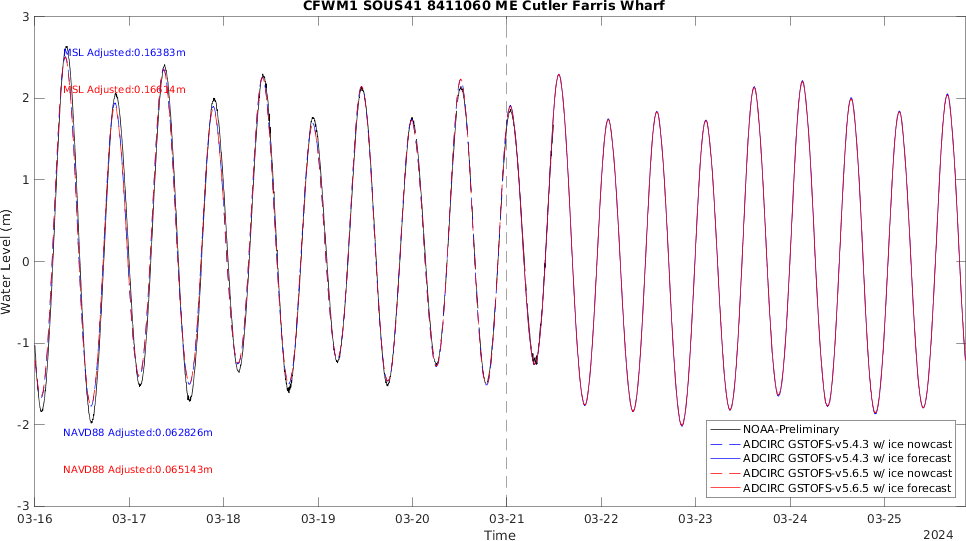 CFWM1 SOUS41 8411060 ME Cutler Farris Wharf
3
2
1
0
-1
-2
-3
Water Level (m)
MSL Adjusted:0.16383m
MSL Adjusted:0.16614m
NAVD88 Adjusted:0.062826m
NAVD88 Adjusted:0.065143m
NOAA-Preliminary
ADCIRC GSTOFS-v5.4.3 w/ ice nowcast
ADCIRC GSTOFS-v5.4.3 w/ ice forecast
ADCIRC GSTOFS-v5.6.5 w/ ice nowcast
ADCIRC GSTOFS-v5.6.5 w/ ice forecast
03-16 03-17 03-18 03-19 03-20 03-21 03-22 03-23 03-24 03-25
Time
2024